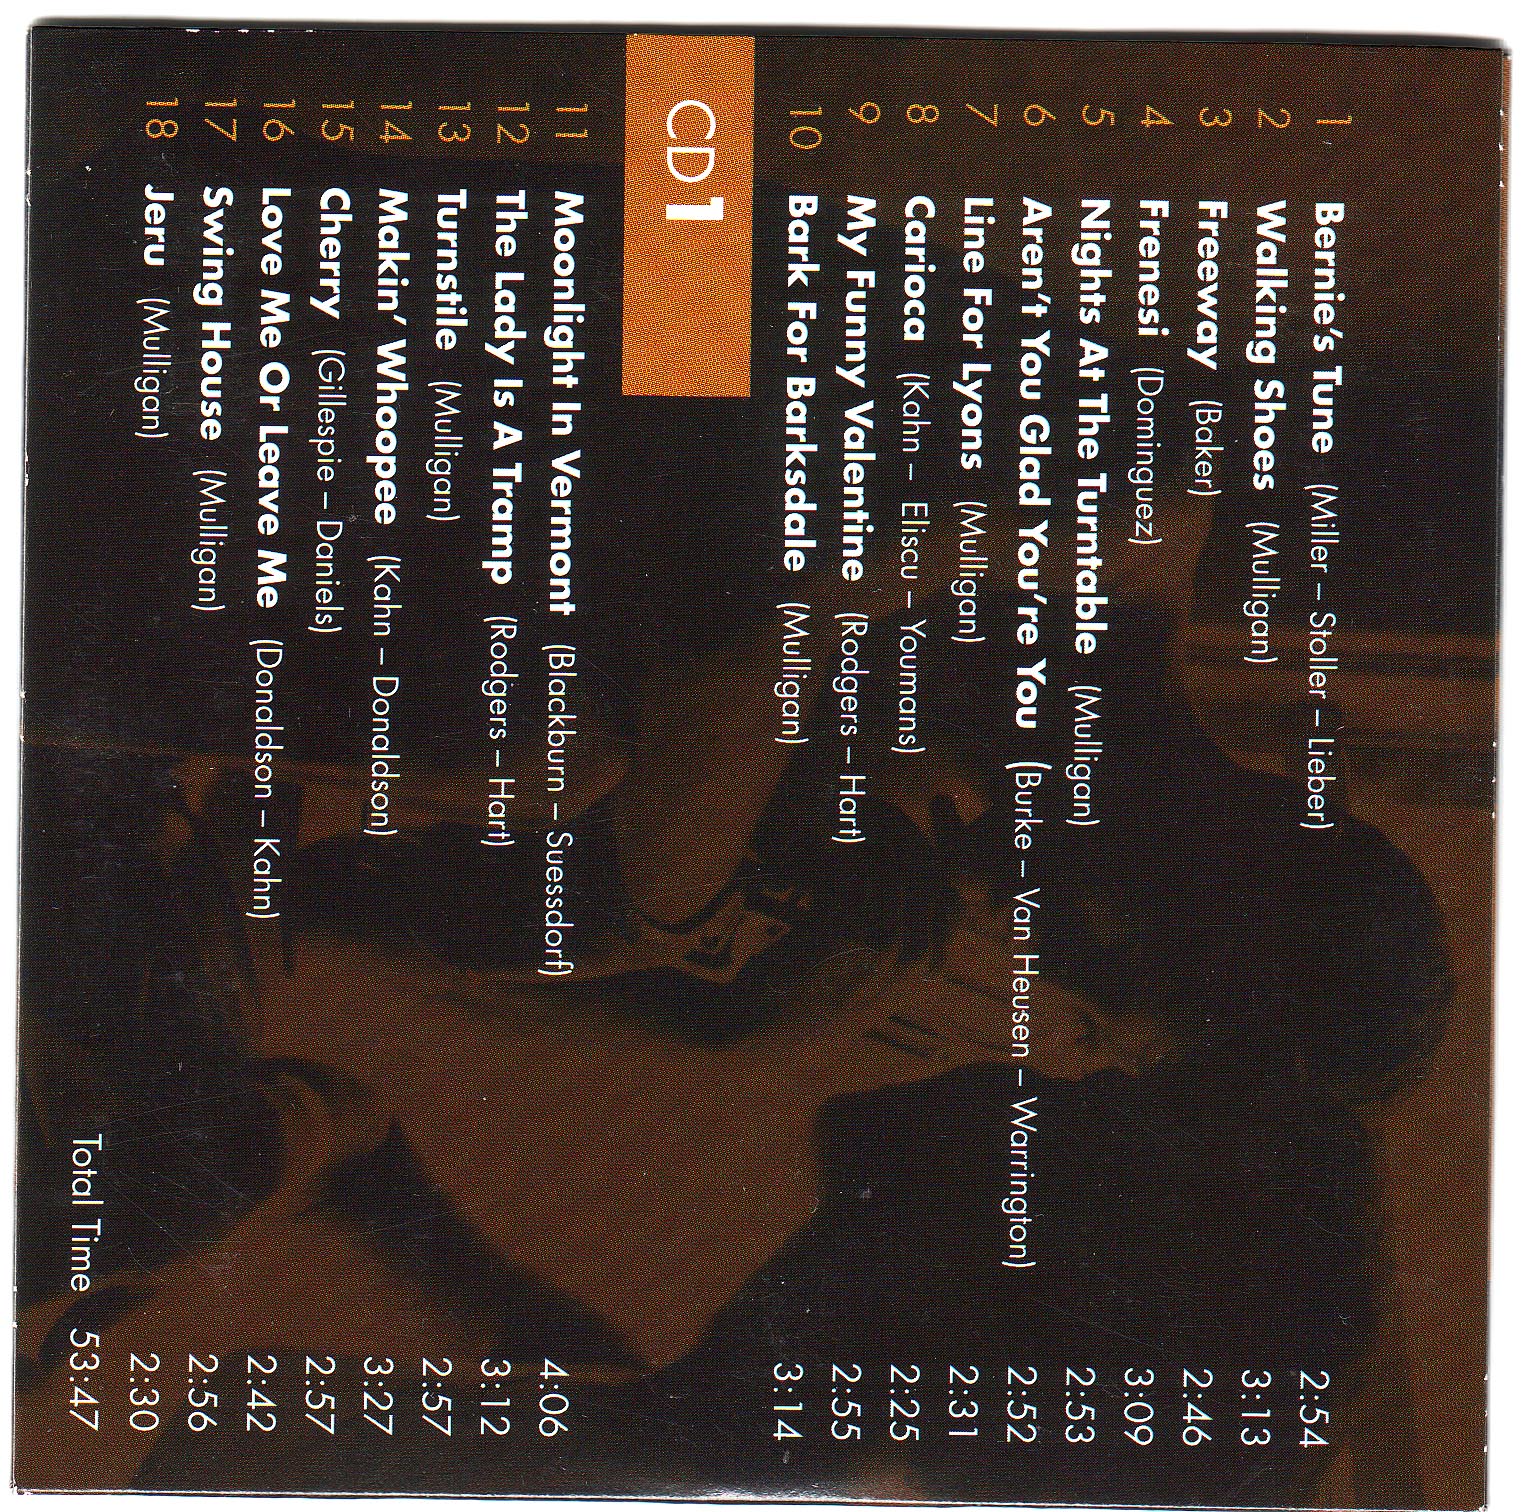 1 Bernie's Tune (Miller – Stoller – Lieber) 2:54
2 Walking Shoes (Mulligan) 3:13
3 Freeway (Baker) 2:46
4 Frenesi (Dominguez) 3:09
5 Nights At The Turntable (Mulligan) 2:53
6 Aren't You Glad You're You (Burke – Van Heusen – Warrington) 2:52
7 Line For Lyons (Mulligan) 2:31
8 Carioca (Kahn – Eliscu – Youmans) 2:25
9 My Funny Valentine (Rodgers – Hart) 2:55
10 Bark For Barksdale (Mulligan) 3:14
CD 1
11 Moonlight In Vermont (Blackburn – Suessdorf) 4:06
12 The Lady Is A Tramp (Rodgers – Hart) 3:12
13 Turnstile (Mulligan) 2:57
14 Makin' Whoopee (Kahn – Donaldson) 3:27
15 Cherry (Gillespie – Daniels) 2:57
16 Love Me Or Leave Me (Donaldson – Kahn) 2:42
17 Swing House (Mulligan) 2:56
18 Jeru (Mulligan) 2:30
Total Time 53:47